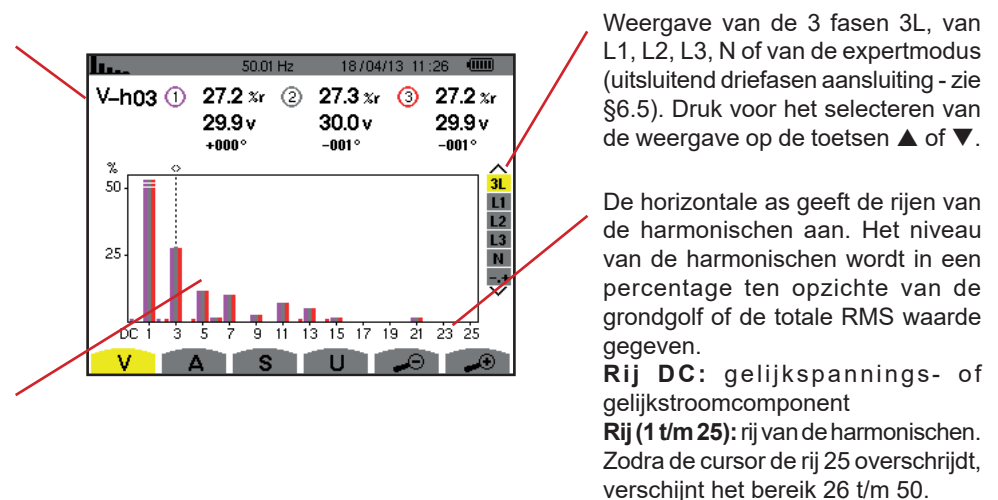 50.01 Hz 18/04/13 11:26
V-h03 ① 27.2 %r ② 27.3 %r ③ 27.2 %r
29.9 v 30.0 v 29.9 v
+000° -001° -001°
%
50
25
DC 1 3 5 7 9 11 13 15 17 19 21 23 25
3L
L1
L2
L3
N
-.+
V A S U
Weergave van de 3 fasen 3L, van
L1, L2, L3, N of van de expertmodus
(uitsluitend driefasen aansluiting - zie
§6.5). Druk voor het selecteren van
de weergave op de toetsen ▲ of ▼.
De horizontale as geeft de rijen van
de harmonischen aan. Het niveau
van de harmonischen wordt in een
percentage ten opzichte van de
grondgolf of de totale RMS waarde
gegeven.
Rij DC: gelijkspannings- of
gelijkstroomcomponent
Rij (1 t/m 25): rij van de harmonischen.
Zodra de cursor de rij 25 overschrijdt,
verschijnt het bereik 26 t/m 50.